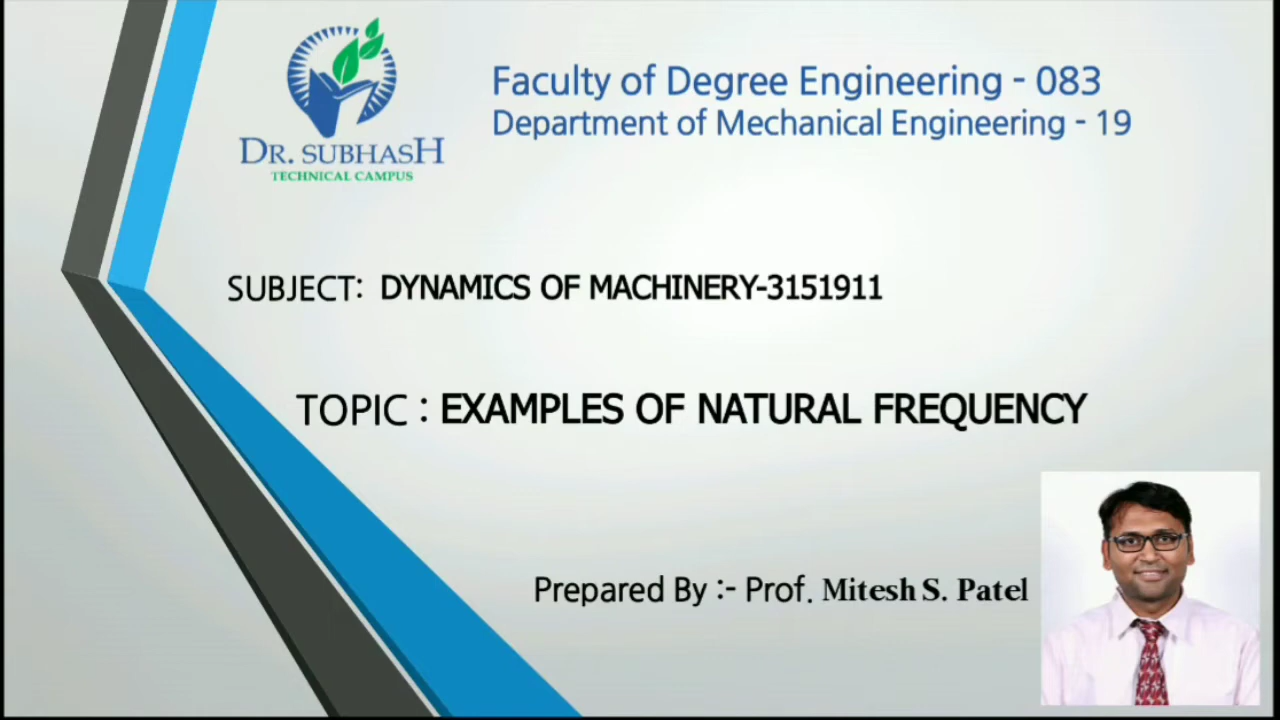 DR. SUBHASH
TECHNICAL CAMPUS
Faculty of Degree Engineering - 083
Department of Mechanical Engineering - 19
SUBJECT: DYNAMICS OF MACHINERY-3151911
TOPIC : EXAMPLES OF NATURAL FREQUENCY
Prepared By :- Prof. Mitesh S. Patel